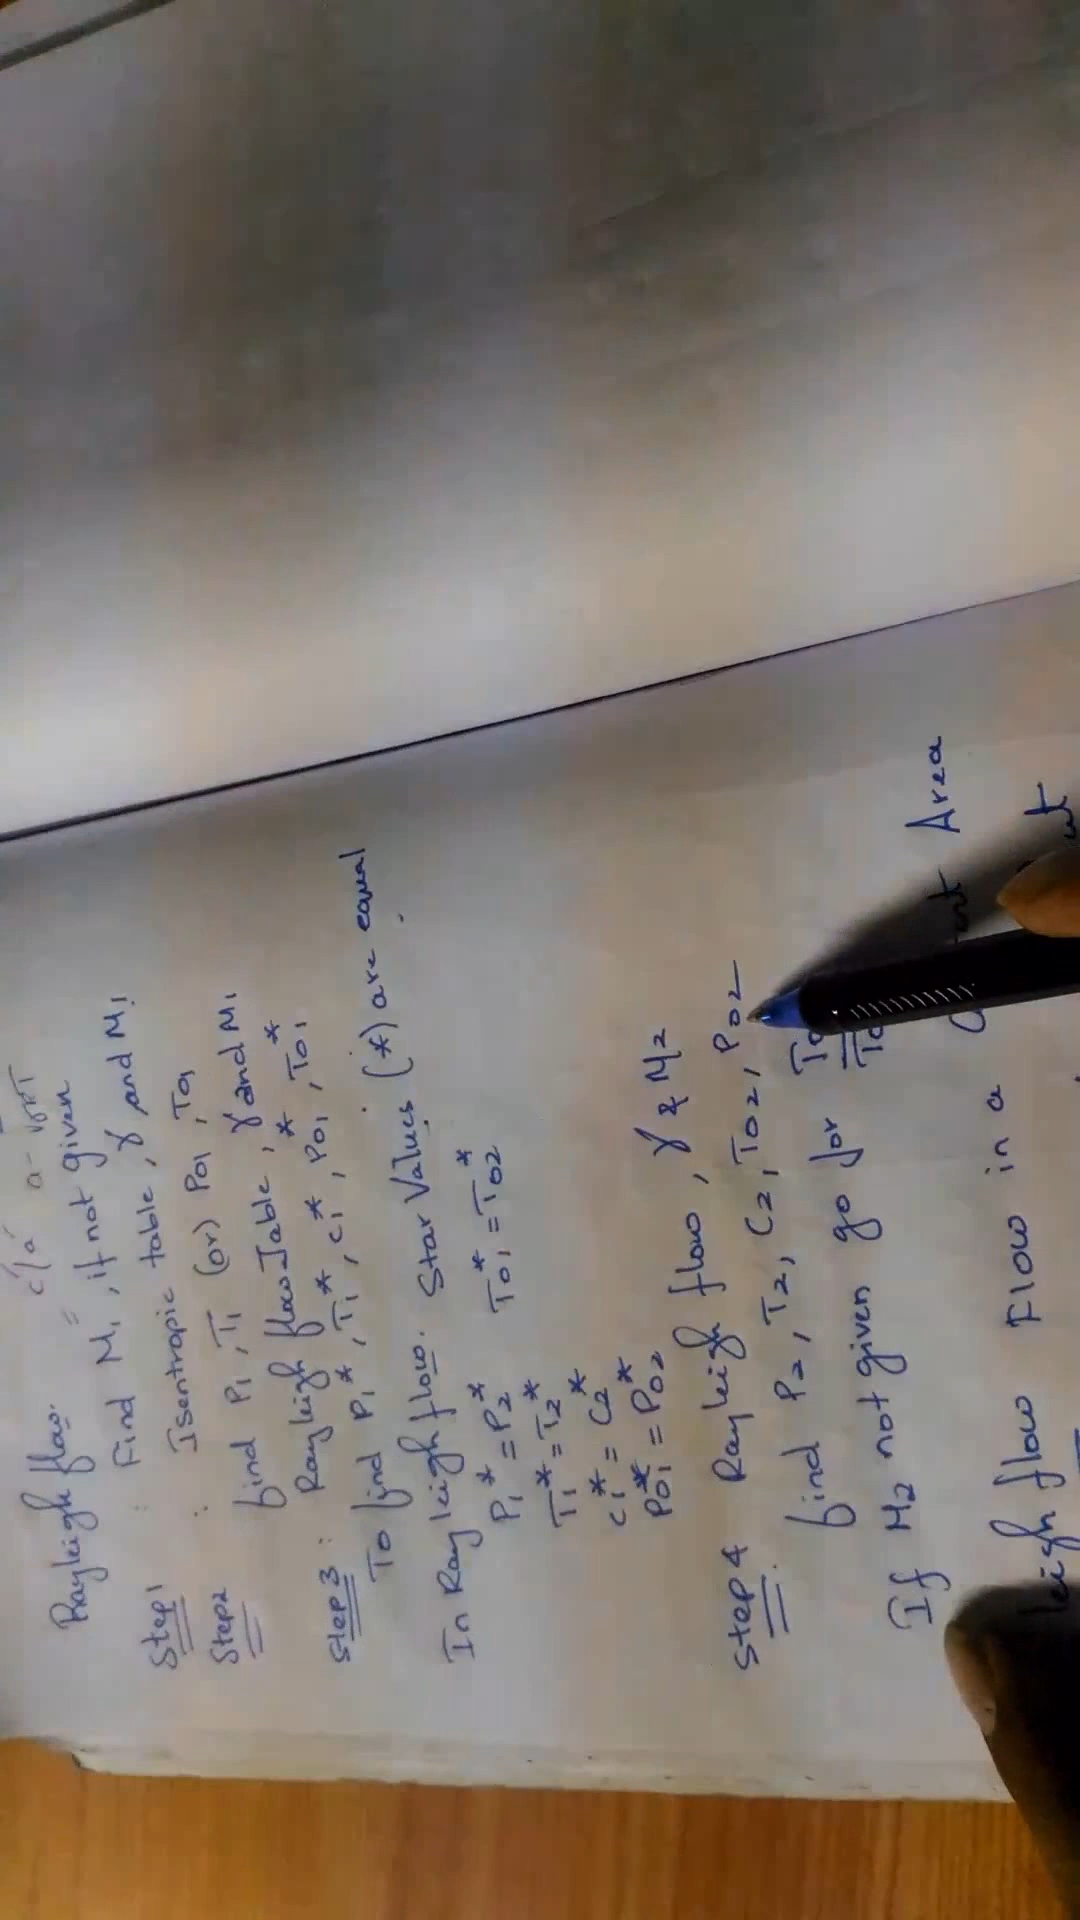 Rayleigh flow. = c/a a-√γRT
Step1 : Find M1, if not given
Step2 : Isentropic table, γ and M1
find P1, T1 (or) P01, T01
Step3 : Rayleigh flow Table, γ and M1
To find P1*, T1*, c1*, P01*, T01*
In Rayleigh flow. Star Values (*) are equal
P1* = P2* T01* = T02*
T1* = T2*
c1* = C2*
P01* = P02*
Step4 Rayleigh flow, γ & M2
find P2, T2, C2, T02, P02
If M2 not given go for
leigh flow Flow in a Area